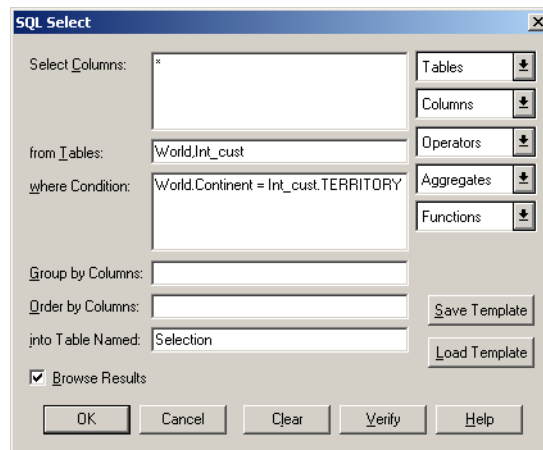 SQL Select
Select Columns:
*
Tables
Columns
Operators
Aggregates
Functions
from Tables:
World,Int_cust
where Condition:
World.Continent = Int_cust.TERRITORY
Group by Columns:
Order by Columns:
into Table Named:
Selection
Save Template
Load Template
Browse Results
OK
Cancel
Clear
Verify
Help